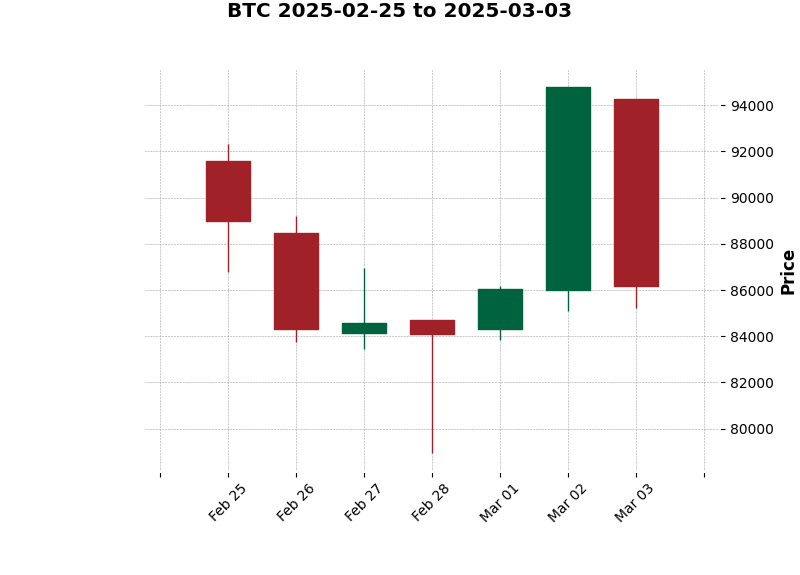 BTC 2025-02-25 to 2025-03-03
94000
92000
90000
88000
86000
84000
82000
80000
Price
Feb 25
Feb 26
Feb 27
Feb 28
Mar 01
Mar 02
Mar 03